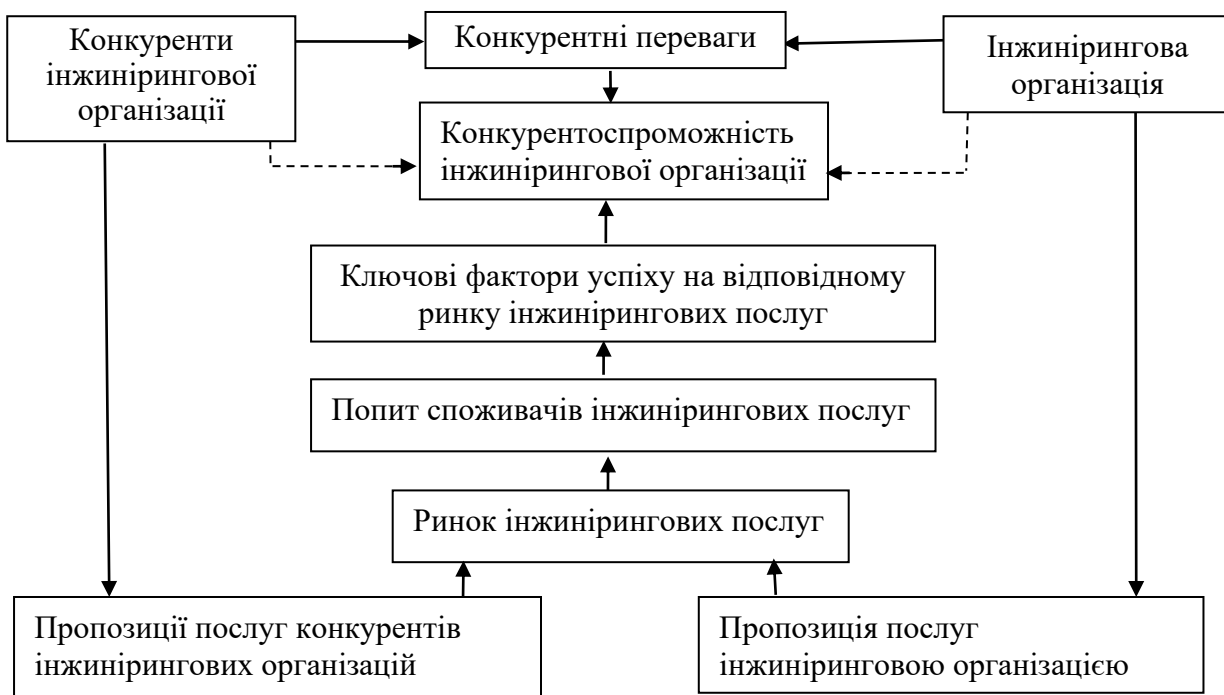 Конкуренти
інжинірингової
організації
Конкурентні переваги
Інжинірингова
організація
Конкурентоспроможність
інжинірингової організації
Ключові фактори успіху на відповідному
ринку інжинірингових послуг
Попит споживачів інжинірингових послуг
Ринок інжинірингових послуг
Пропозиції послуг конкурентів
інжинірингових організацій
Пропозиція послуг
інжиніринговою організацією